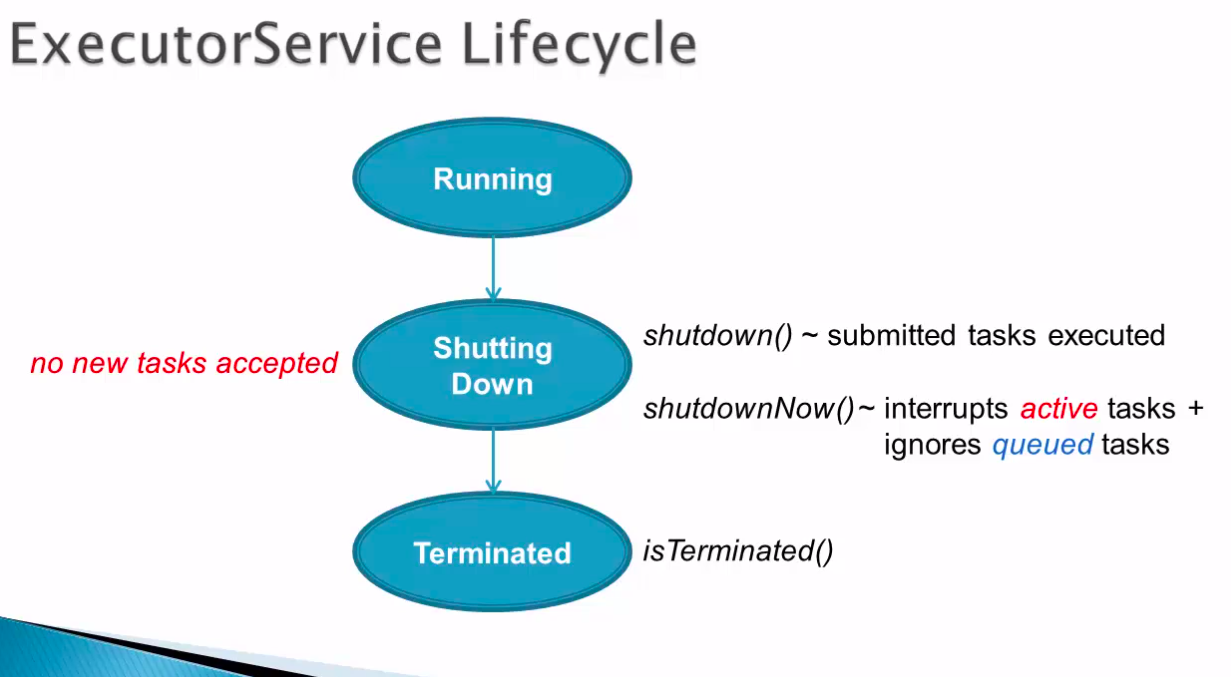 ExecutorService Lifecycle
Running
Shutting
Down
no new tasks accepted
shutdown() ~ submitted tasks executed
shutdownNow()~ interrupts active tasks +
ignores queued tasks
Terminated
isTerminated()